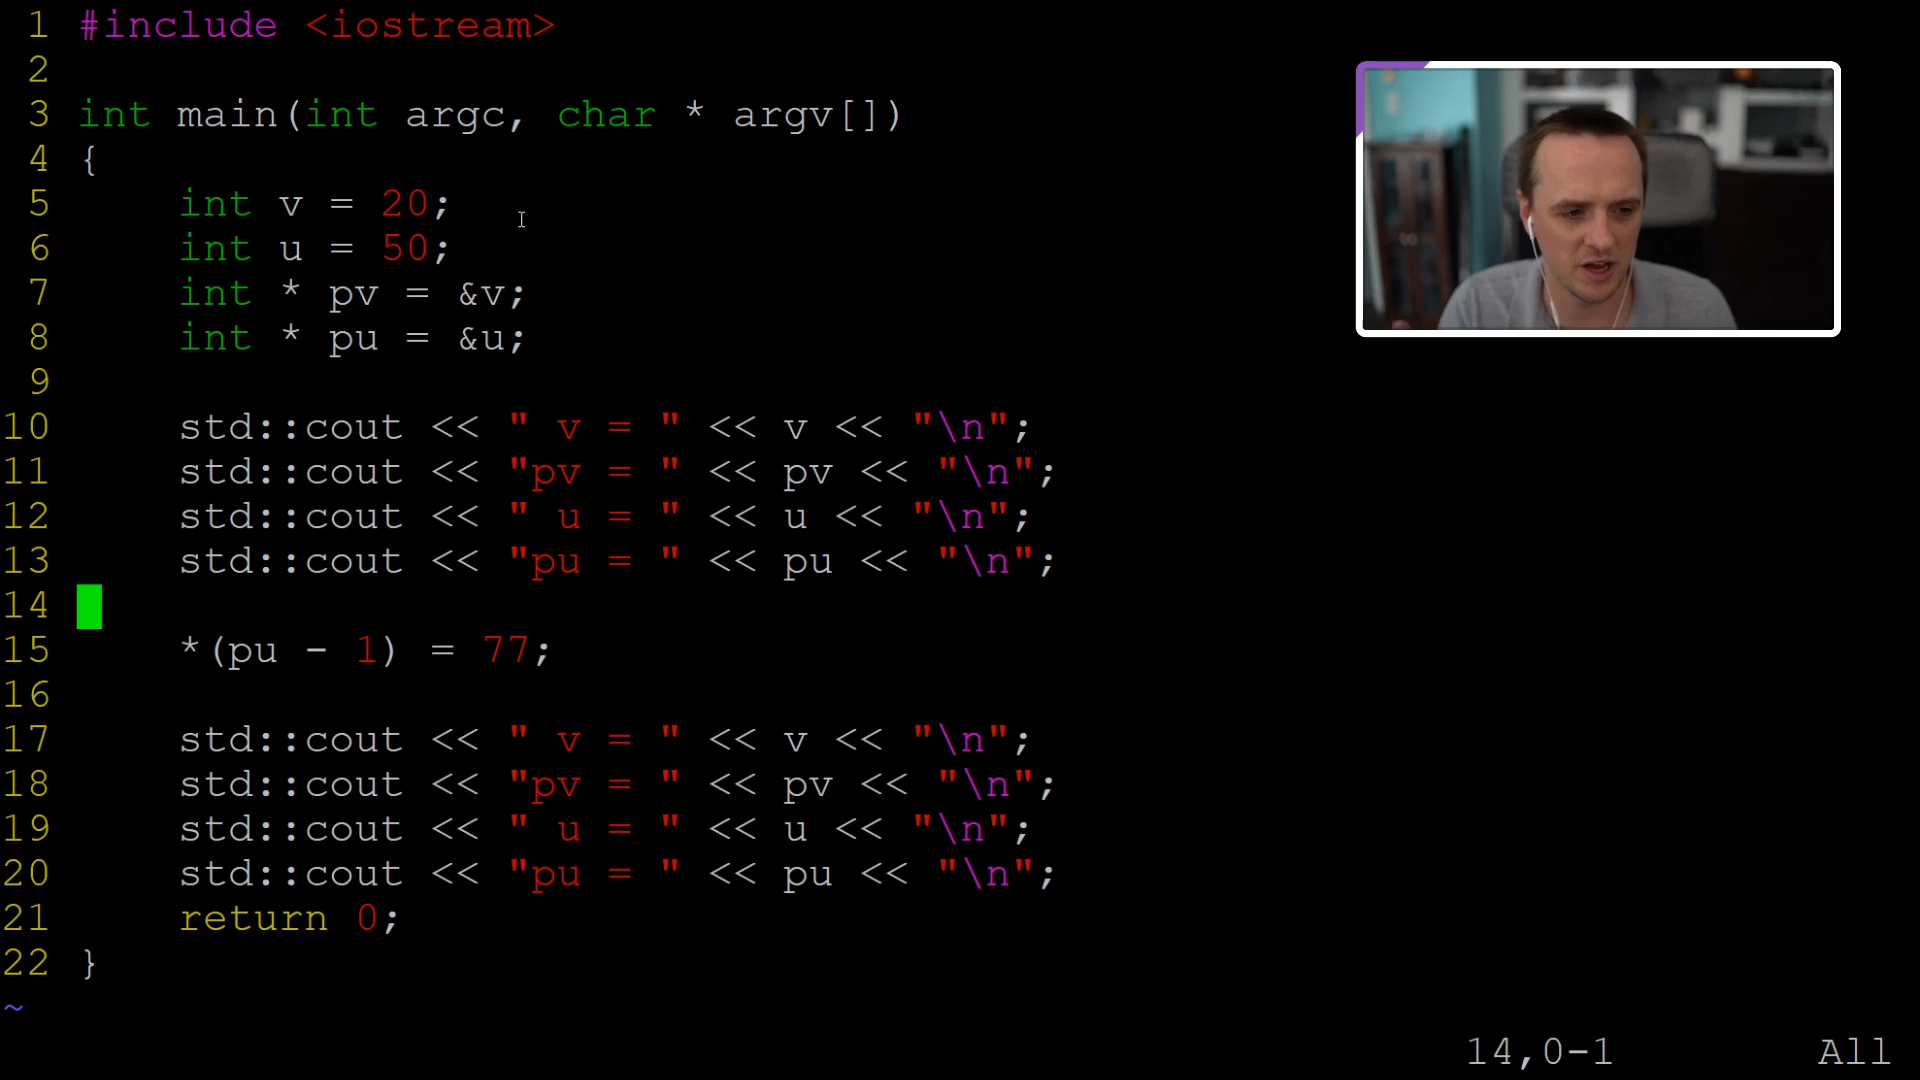 1 #include <iostream>
2
3 int main(int argc, char * argv[])
4 {
5 int v = 20;
6 int u = 50;
7 int * pv = &v;
8 int * pu = &u;
9
10 std::cout << " v = " << v << "\n";
11 std::cout << "pv = " << pv << "\n";
12 std::cout << " u = " << u << "\n";
13 std::cout << "pu = " << pu << "\n";
14
15 *(pu - 1) = 77;
16
17 std::cout << " v = " << v << "\n";
18 std::cout << "pv = " << pv << "\n";
19 std::cout << " u = " << u << "\n";
20 std::cout << "pu = " << pu << "\n";
21 return 0;
22 }
~
14,0-1 All